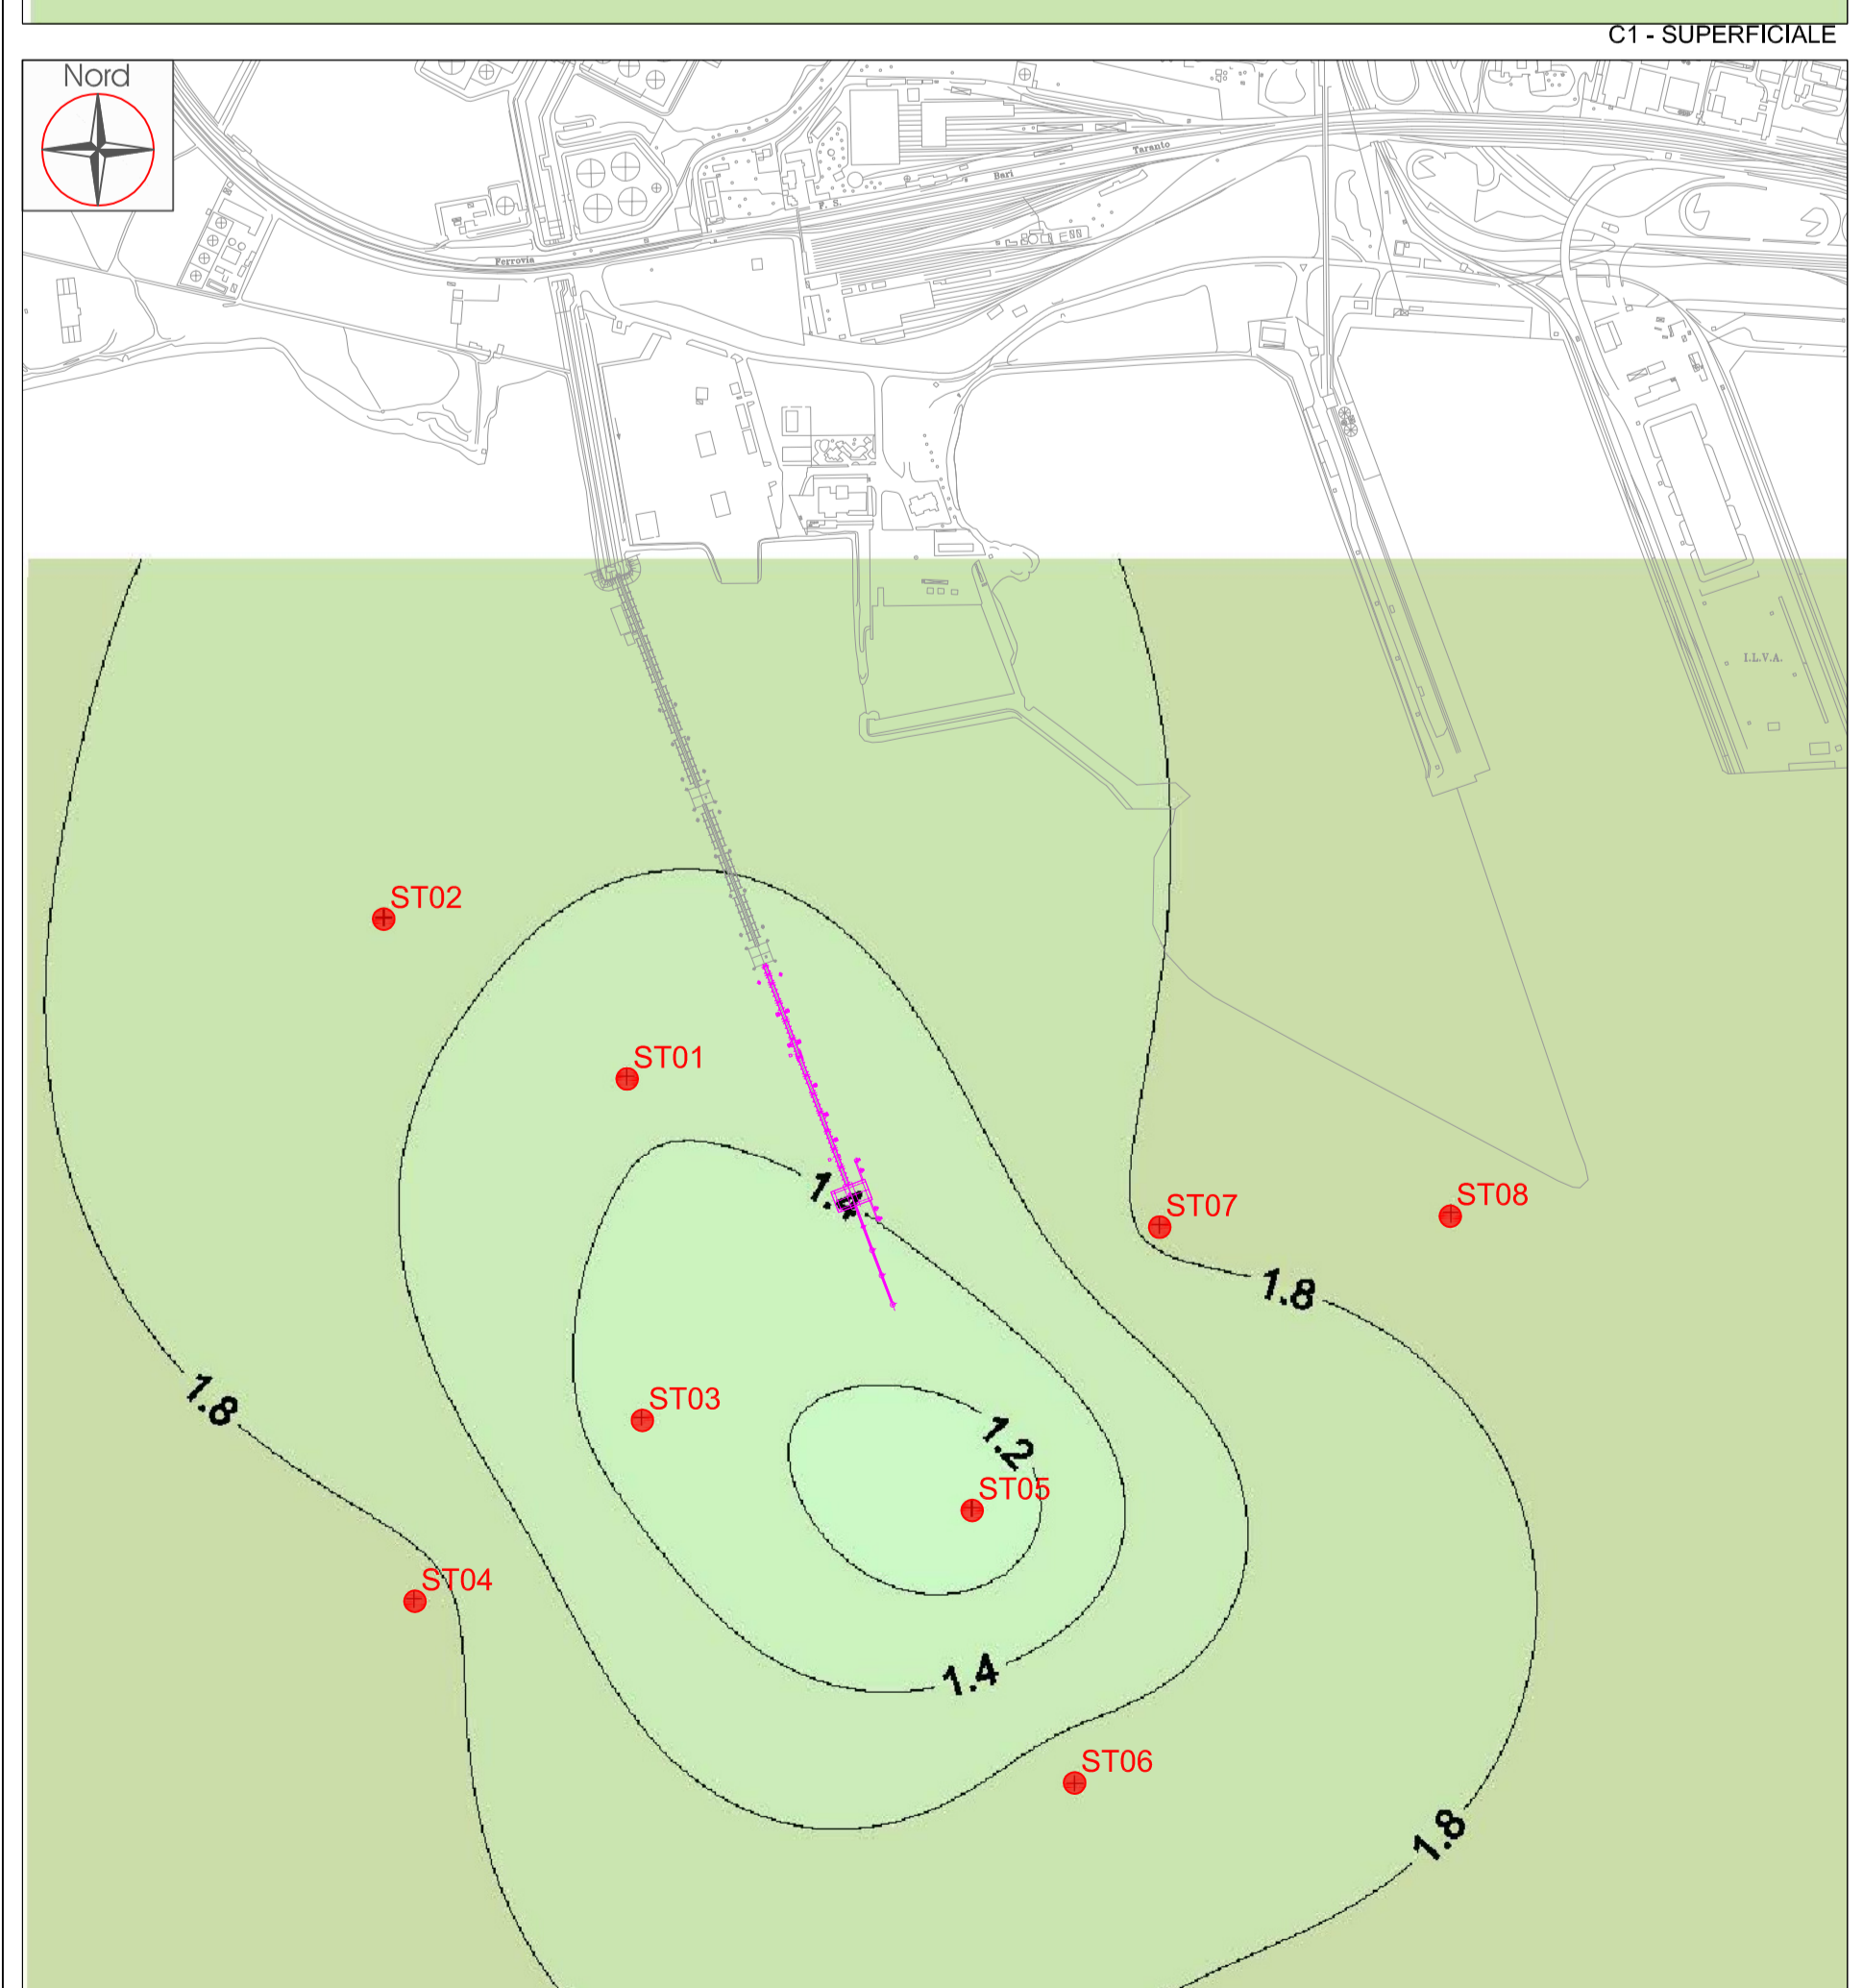 C1 - SUPERFICIALE
Nord
Taranto
Bari
F. S.
Ferrovia
I.L.V.A.
ST02
ST01
ST07
ST08
1.8
1.8
ST03
1.2
ST05
ST04
1.4
ST06
1.8